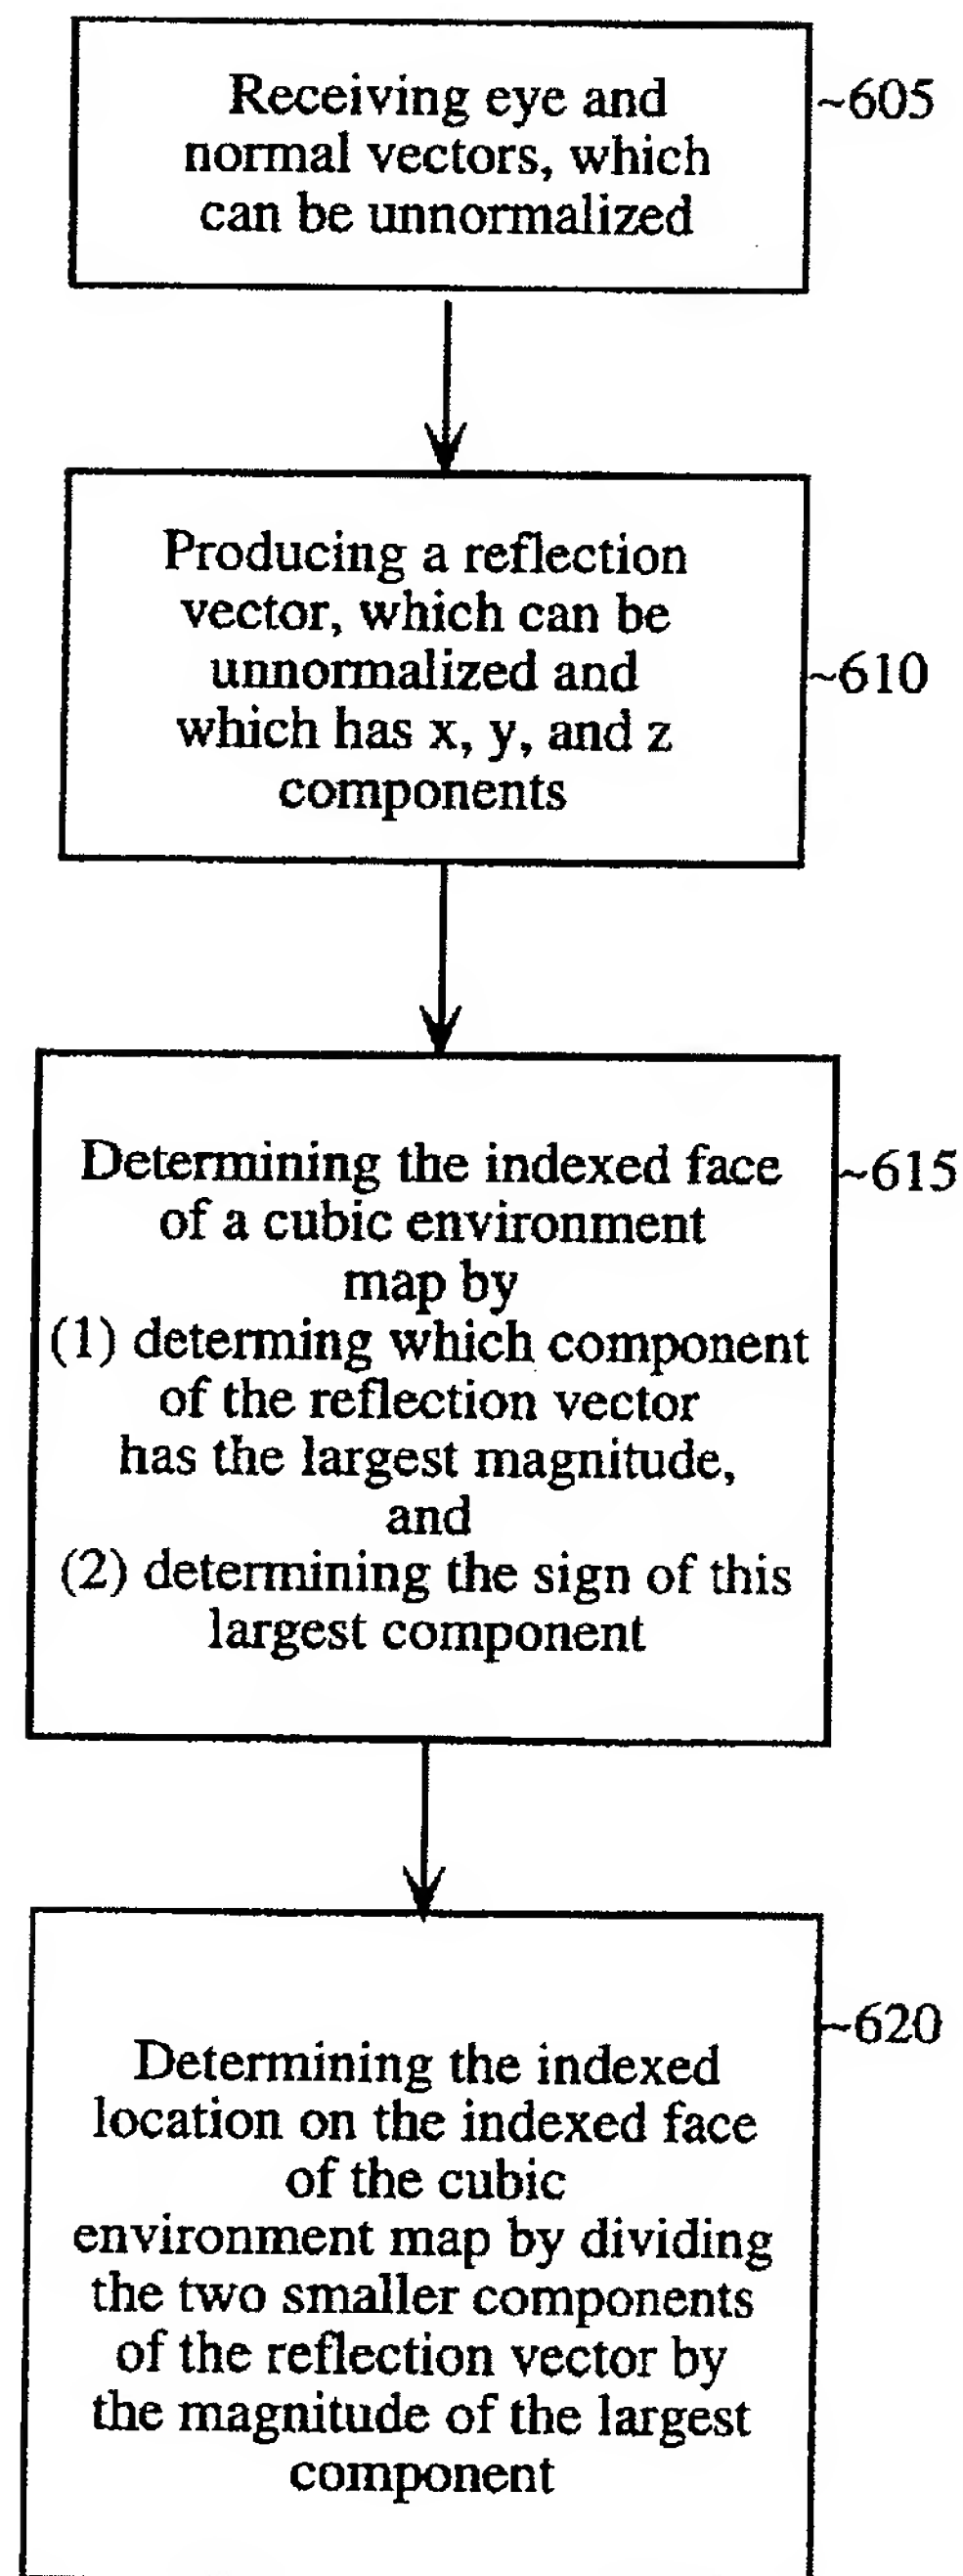 Receiving eye and
normal vectors, which
can be unnormalized
~605
Producing a reflection
vector, which can be
unnormalized and
which has x, y, and z
components
~610
Determining the indexed face
of a cubic environment
map by
(1) determing which component
of the reflection vector
has the largest magnitude,
and
(2) determining the sign of this
largest component
~615
Determining the indexed
location on the indexed face
of the cubic
environment map by dividing
the two smaller components
of the reflection vector by
the magnitude of the largest
component
~620